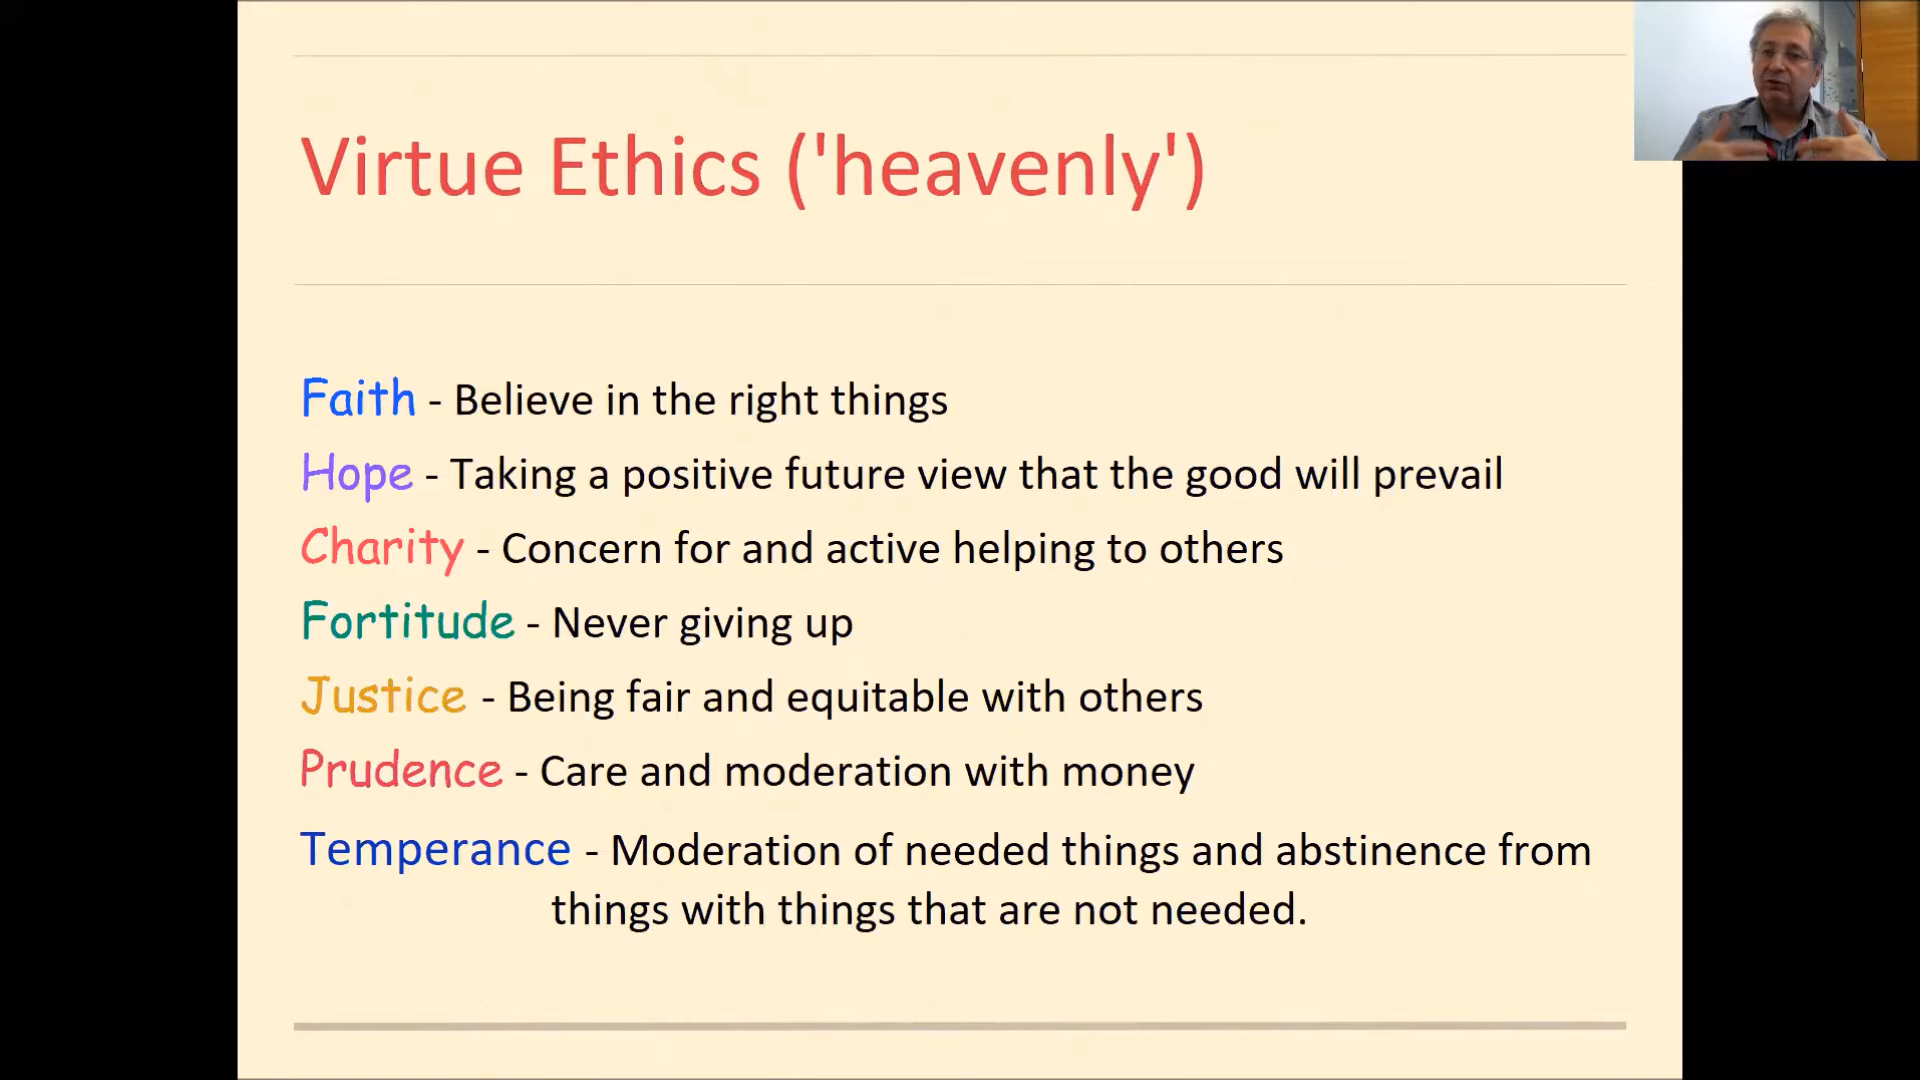 Virtue Ethics ('heavenly')
Faith - Believe in the right things
Hope - Taking a positive future view that the good will prevail
Charity - Concern for and active helping to others
Fortitude - Never giving up
Justice - Being fair and equitable with others
Prudence - Care and moderation with money
Temperance - Moderation of needed things and abstinence from
things with things that are not needed.